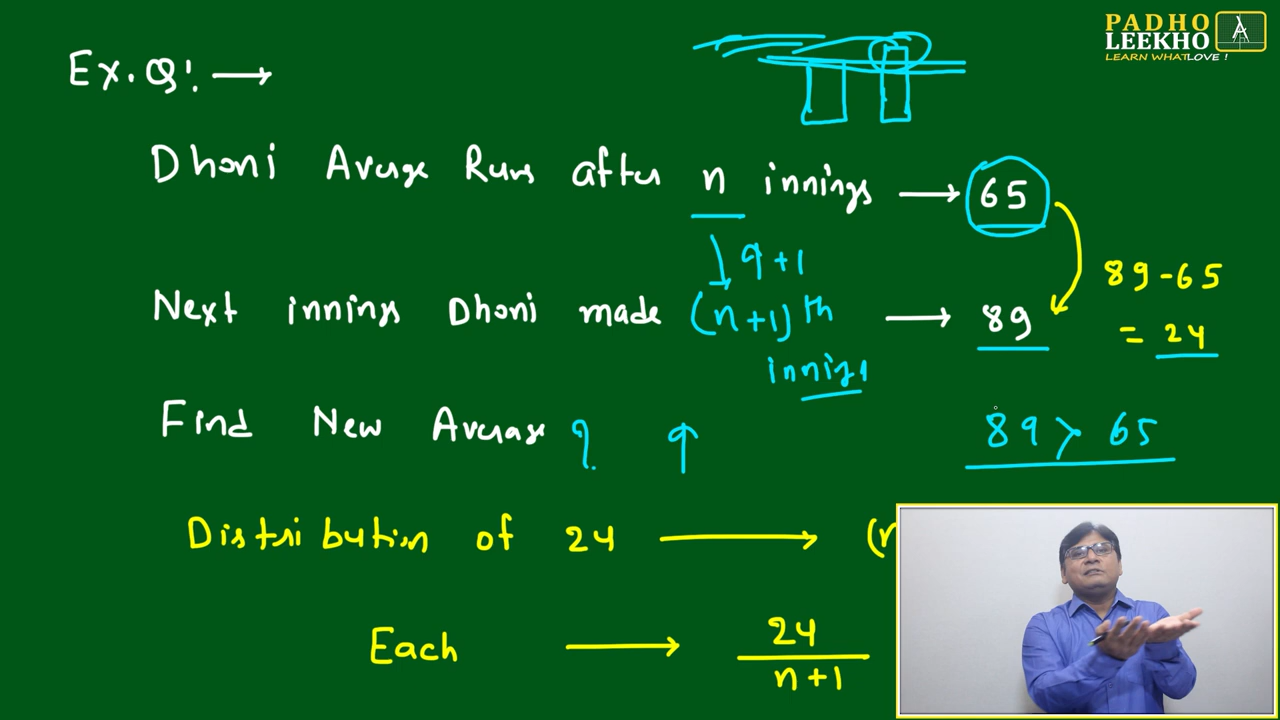 PADHO
LEEKHO
LEARN WHAT LOVE !
Ex. Q! →
Dhoni Average Runs after n innings → 65
9 + 1
89 - 65
= 24
Next innings Dhoni made (n+1)th innings → 89
Find New Average ? ↑
89 > 65
Distribution of 24 → (n
Each → 24
n + 1